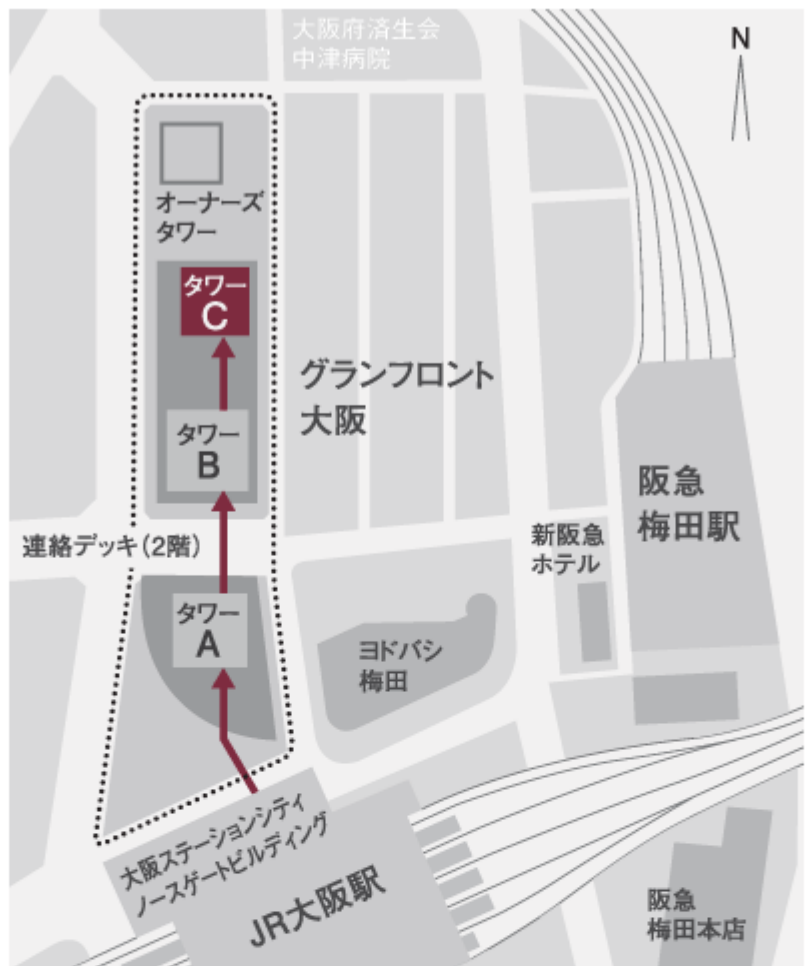 大阪府済生会
中津病院
N
オーナーズ
タワー
タワー
C
グランフロント
大阪
タワー
B
阪急
梅田駅
連絡デッキ（2階）
新阪急
ホテル
タワー
A
ヨドバシ
梅田
大阪ステーションシティ
ノースゲートビルディング
JR大阪駅
阪急
梅田本店